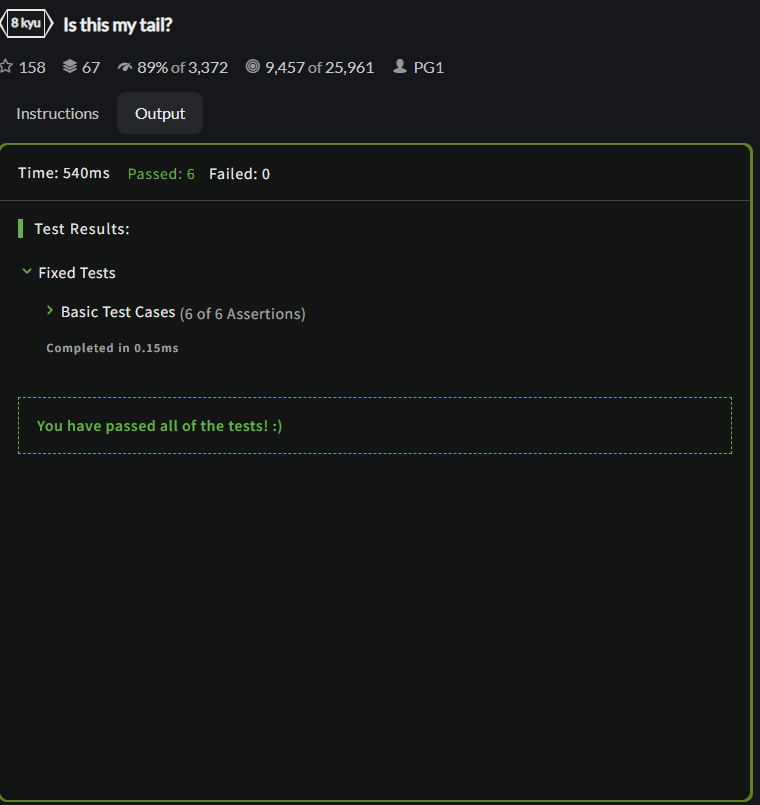 8 kyu Is this my tail?
158 67 89% of 3,372 9,457 of 25,961 PG1
Instructions Output
Time: 540ms Passed: 6 Failed: 0
Test Results:
Fixed Tests
Basic Test Cases (6 of 6 Assertions)
Completed in 0.15ms
You have passed all of the tests! :)